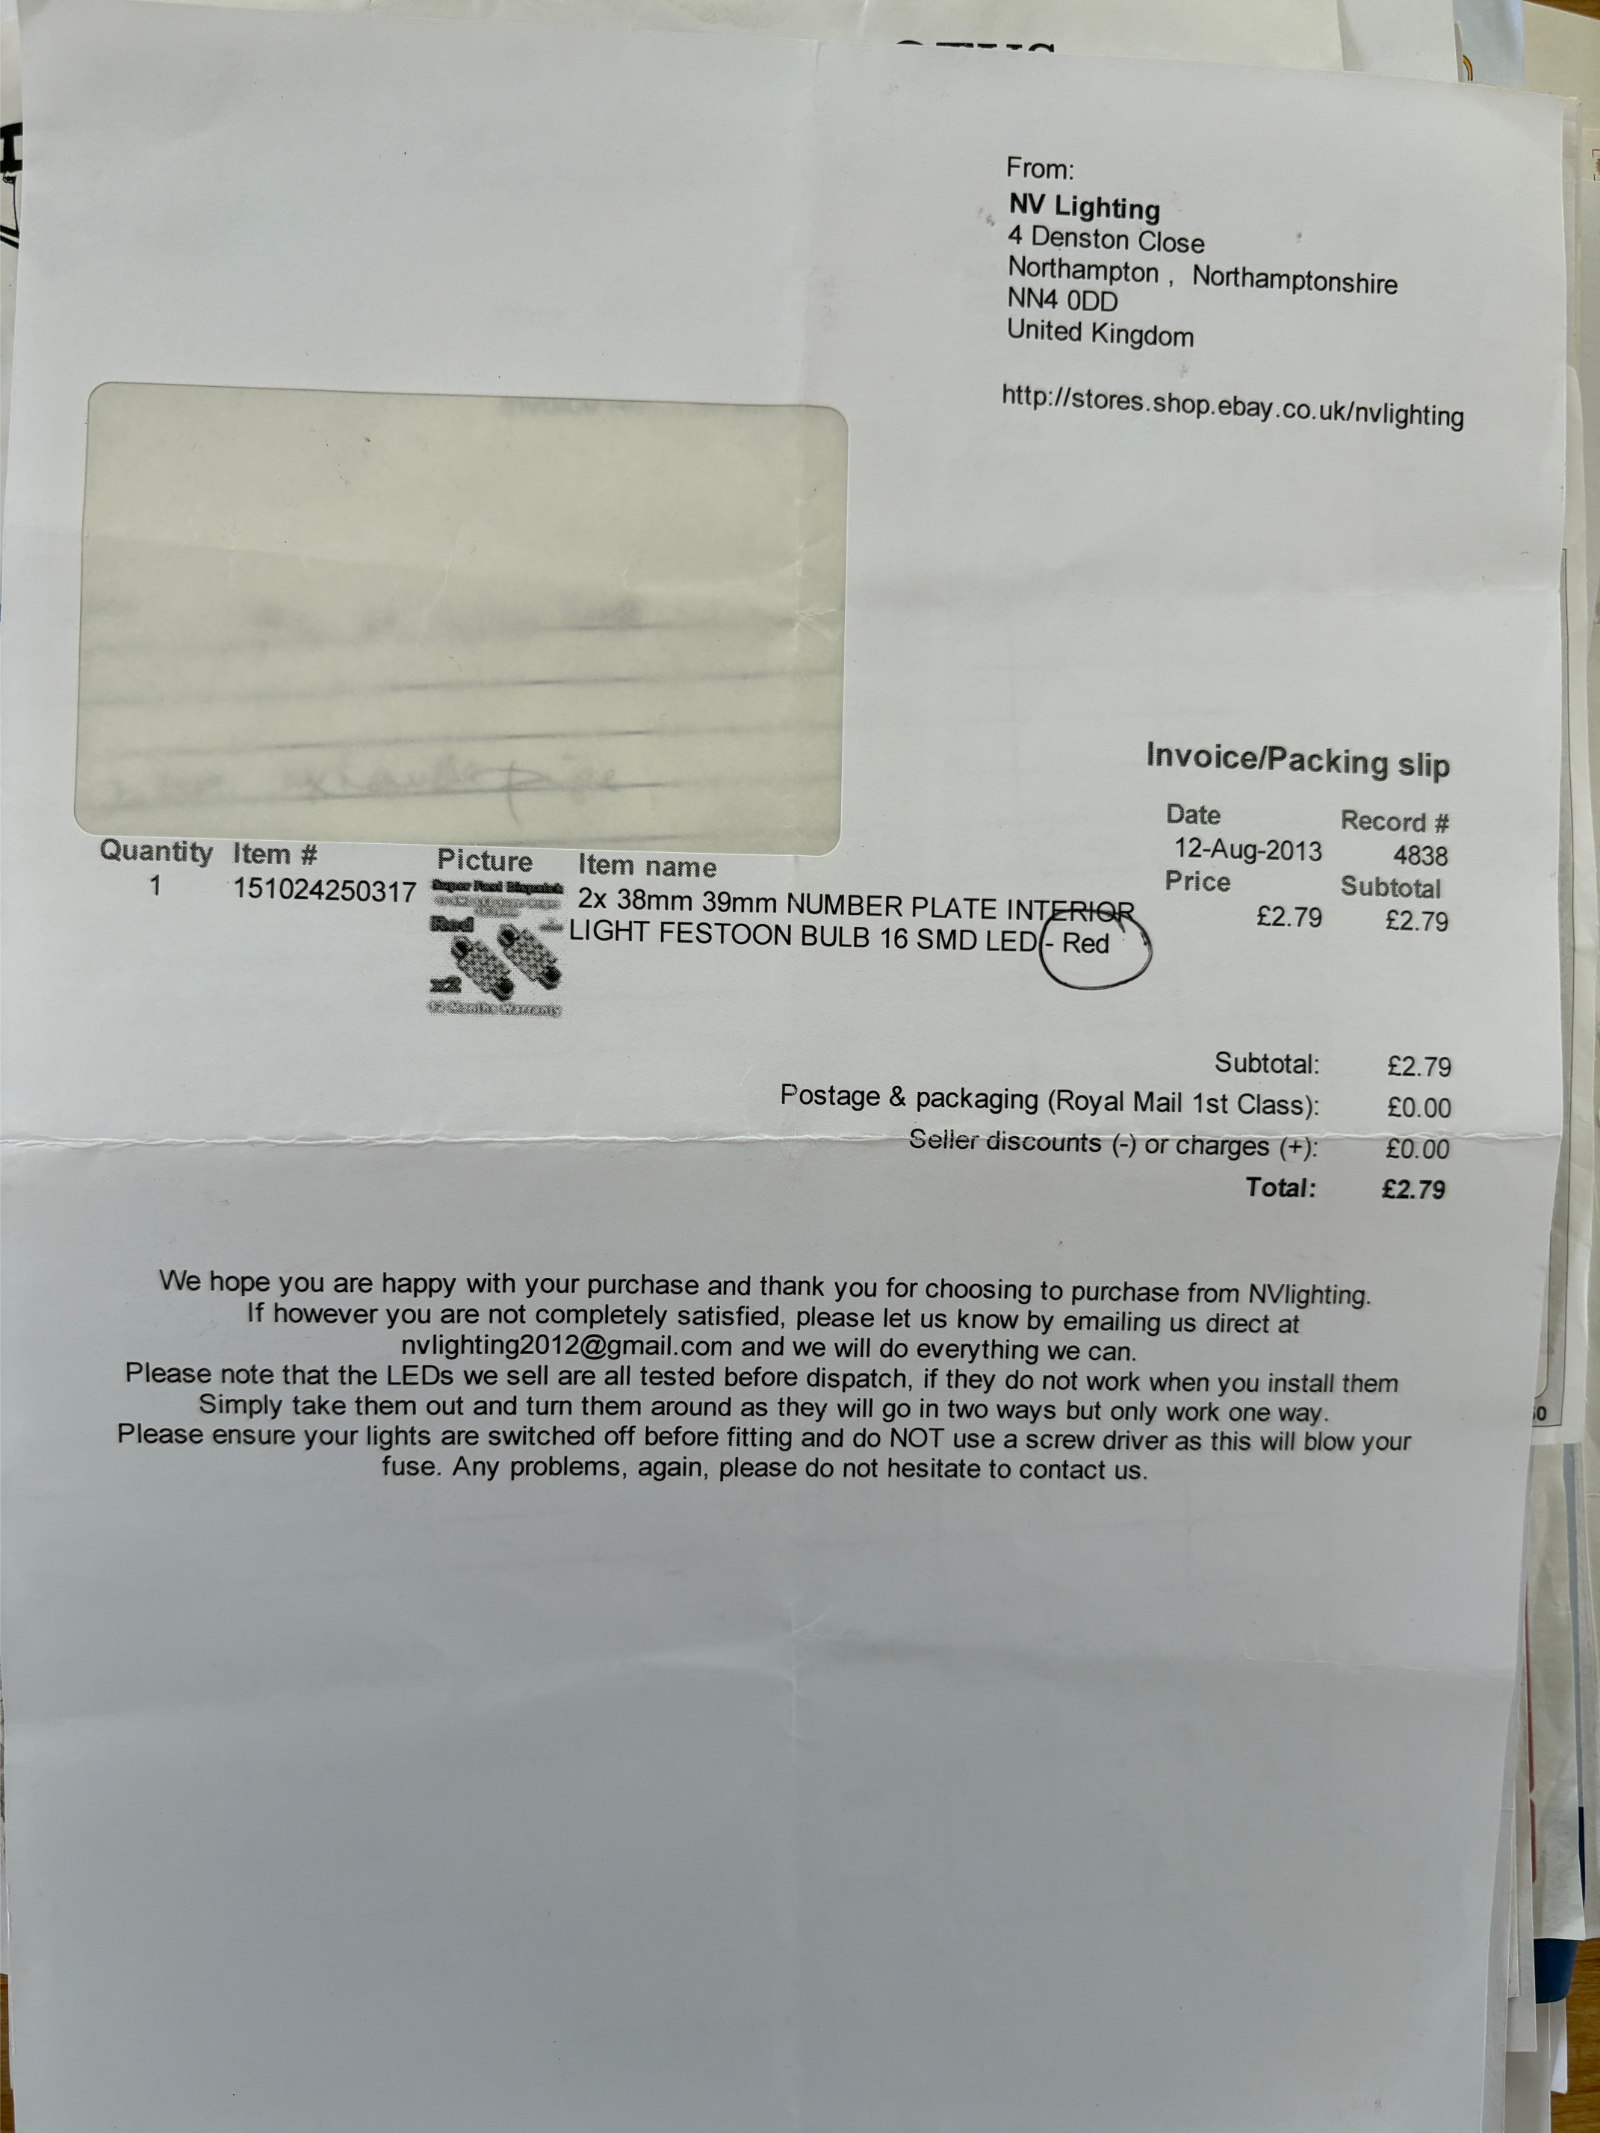 From:
NV Lighting
4 Denston Close
Northampton , Northamptonshire
NN4 0DD
United Kingdom
http://stores.shop.ebay.co.uk/nvlighting
Invoice/Packing slip
Date Record #
12-Aug-2013 4838
Quantity Item # Picture Item name Price Subtotal
1 151024250317 2x 38mm 39mm NUMBER PLATE INTERIOR £2.79 £2.79
LIGHT FESTOON BULB 16 SMD LED - Red
Super Fast Dispatch
Red
x2
Subtotal: £2.79
Postage & packaging (Royal Mail 1st Class): £0.00
Seller discounts (-) or charges (+): £0.00
Total: £2.79
We hope you are happy with your purchase and thank you for choosing to purchase from NVlighting.
If however you are not completely satisfied, please let us know by emailing us direct at
nvlighting2012@gmail.com and we will do everything we can.
Please note that the LEDs we sell are all tested before dispatch, if they do not work when you install them
Simply take them out and turn them around as they will go in two ways but only work one way.
Please ensure your lights are switched off before fitting and do NOT use a screw driver as this will blow your
fuse. Any problems, again, please do not hesitate to contact us.